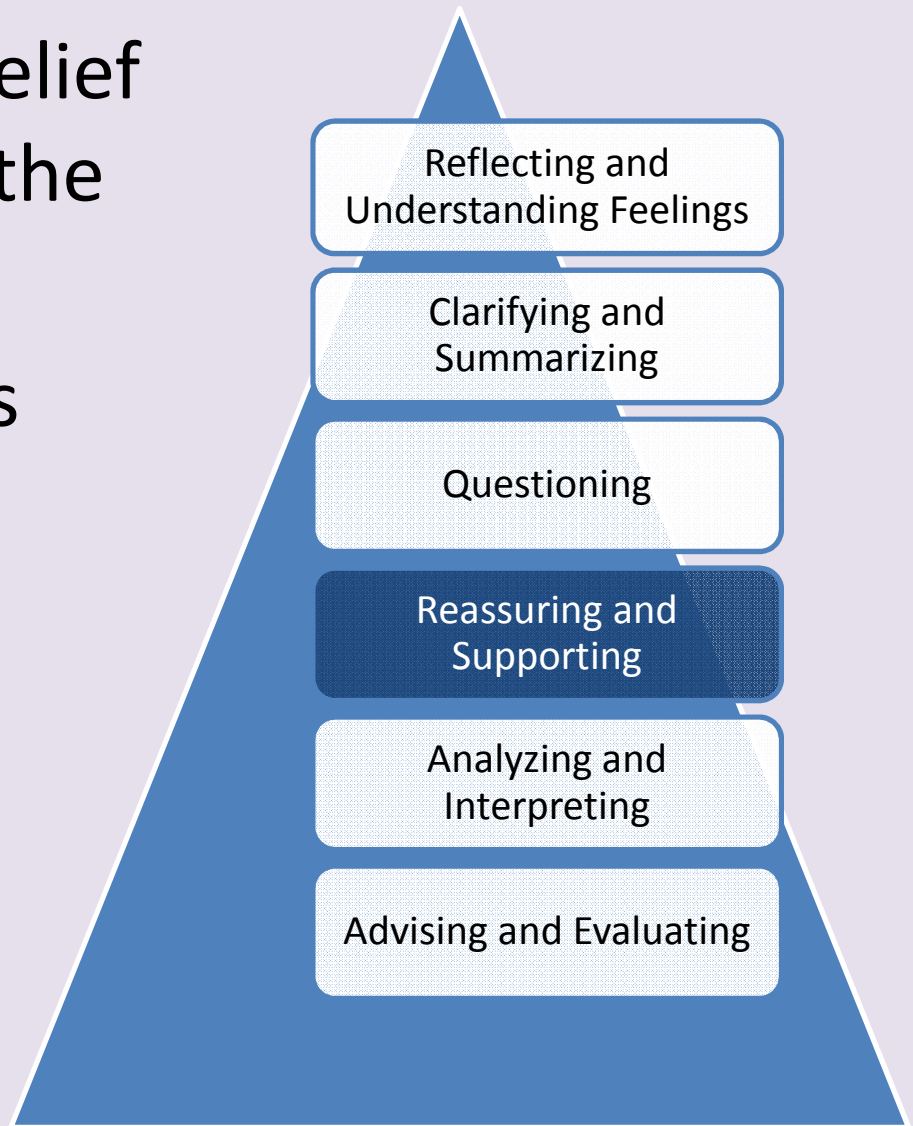 elief
the
s
Reflecting and
Understanding Feelings
Clarifying and
Summarizing
Questioning
Reassuring and
Supporting
Analyzing and
Interpreting
Advising and Evaluating